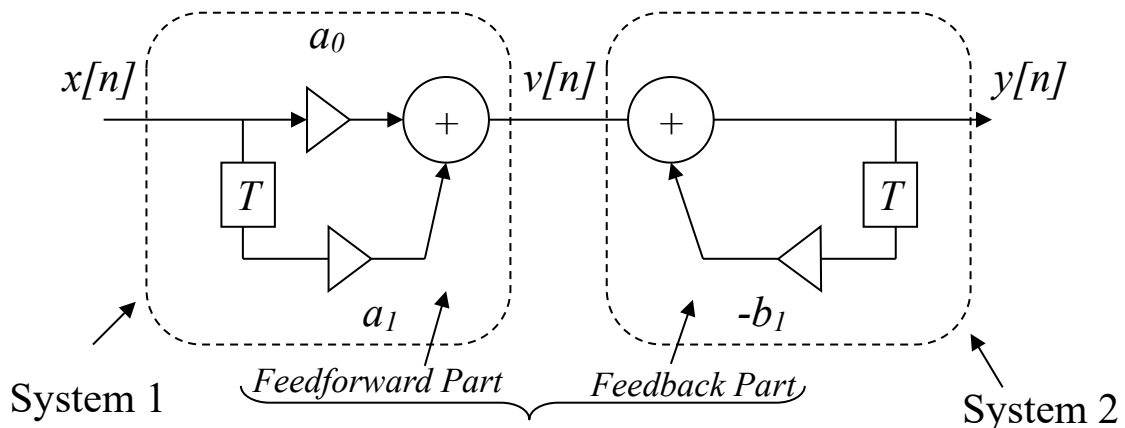 a0
x[n] v[n] y[n]
+ +
T T
a1 -b1
Feedforward Part Feedback Part
System 1 System 2